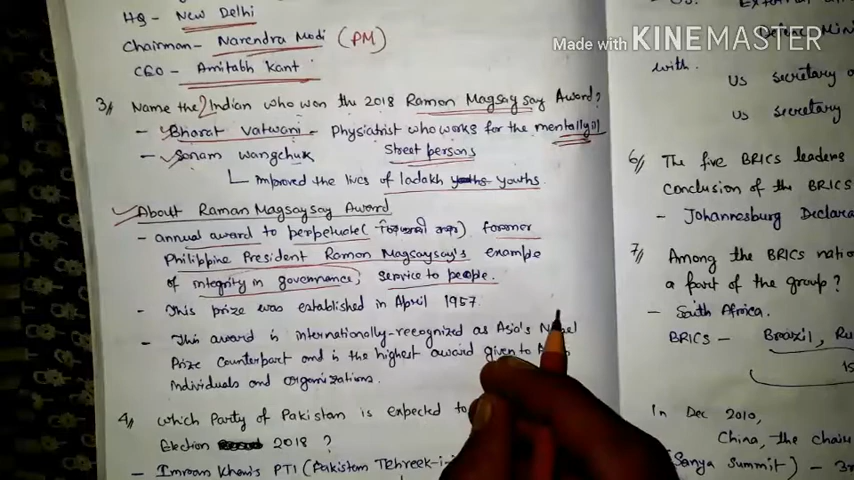 HQ - New Delhi
Chairman - Narendra Modi (PM)
CEO - Amitabh Kant
3// Name the 2 Indian who won the 2018 Ramon Magsaysay Award?
- Bharat Vatwani - Physiatrist who works for the mentally ill
street persons
- Sonam Wangchuk
improved the lives of ladakh youths
About Raman Magsaysay Award
- annual award to perpetuate ( ) former
Philippine President Ramon Magsaysay's example
of integrity in governance, service to people.
- This prize was established in April 1957.
- This award is internationally-recognized as Asia's
Prize Counterpart and is the highest award given to
individuals and organizations.
4// which Party of Pakistan is expected to
Election 2018 ?
- Imraan Khan's PTI (Pakistan Tehreek-i-
Made with KINEMASTER
with.
US secretary
US secretary
6// The five BRICS leaders
conclusion of the BRICS
- Johannesburg Declara
7// Among the BRICS natio
a part of the group?
- South Africa.
BRICS - Brazil, Ru
In Dec 2010,
China, the chair
(Sanya Summit) - 3r